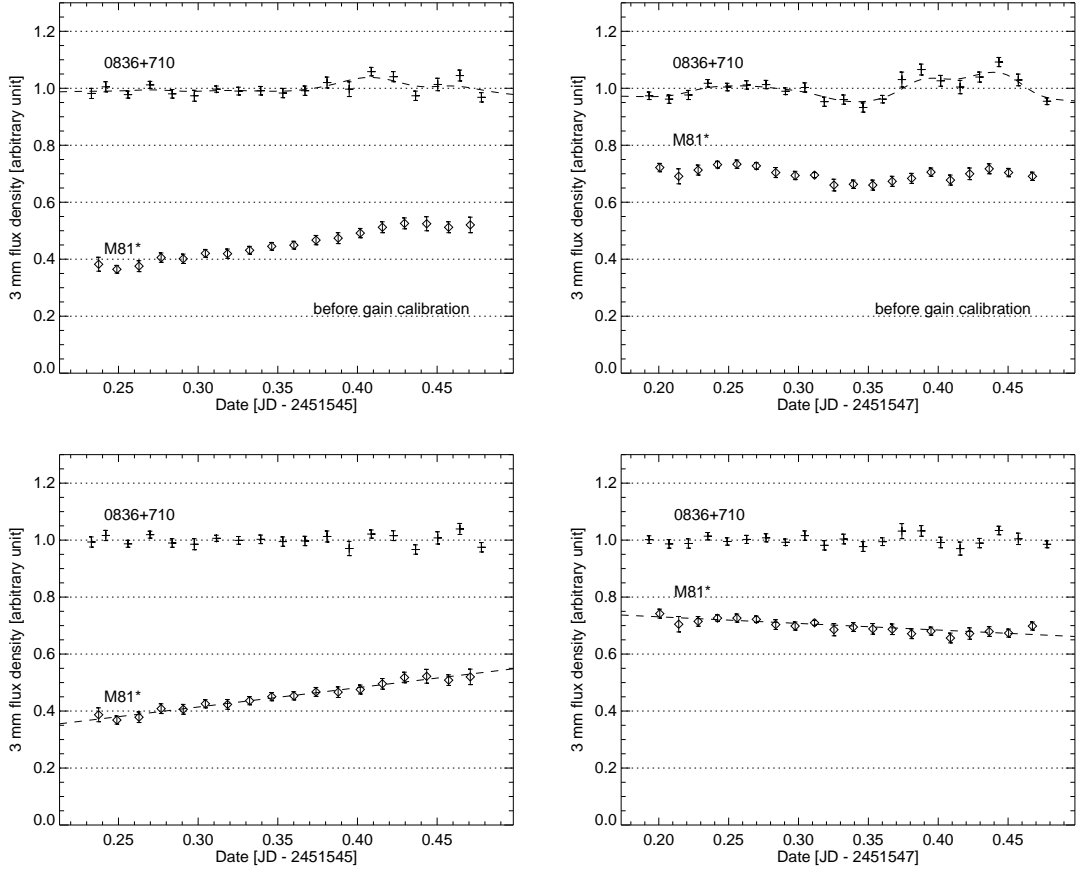 1.2
1.0
0.8
0.6
0.4
0.2
0.0
3 mm flux density [arbitrary unit]
0836+710
M81*
before gain calibration
0.25 0.30 0.35 0.40 0.45
Date [JD - 2451545]
1.2
1.0
0.8
0.6
0.4
0.2
0.0
3 mm flux density [arbitrary unit]
0836+710
M81*
before gain calibration
0.20 0.25 0.30 0.35 0.40 0.45
Date [JD - 2451547]
1.2
1.0
0.8
0.6
0.4
0.2
0.0
3 mm flux density [arbitrary unit]
0836+710
M81*
0.25 0.30 0.35 0.40 0.45
Date [JD - 2451545]
1.2
1.0
0.8
0.6
0.4
0.2
0.0
3 mm flux density [arbitrary unit]
0836+710
M81*
0.20 0.25 0.30 0.35 0.40 0.45
Date [JD - 2451547]